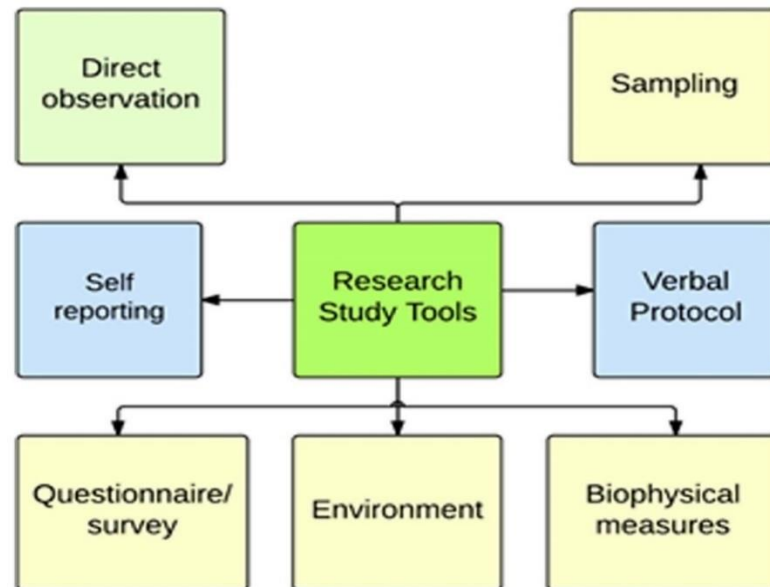 Direct
observation
Sampling
Self
reporting
Research
Study Tools
Verbal
Protocol
Questionnaire/
survey
Environment
Biophysical
measures